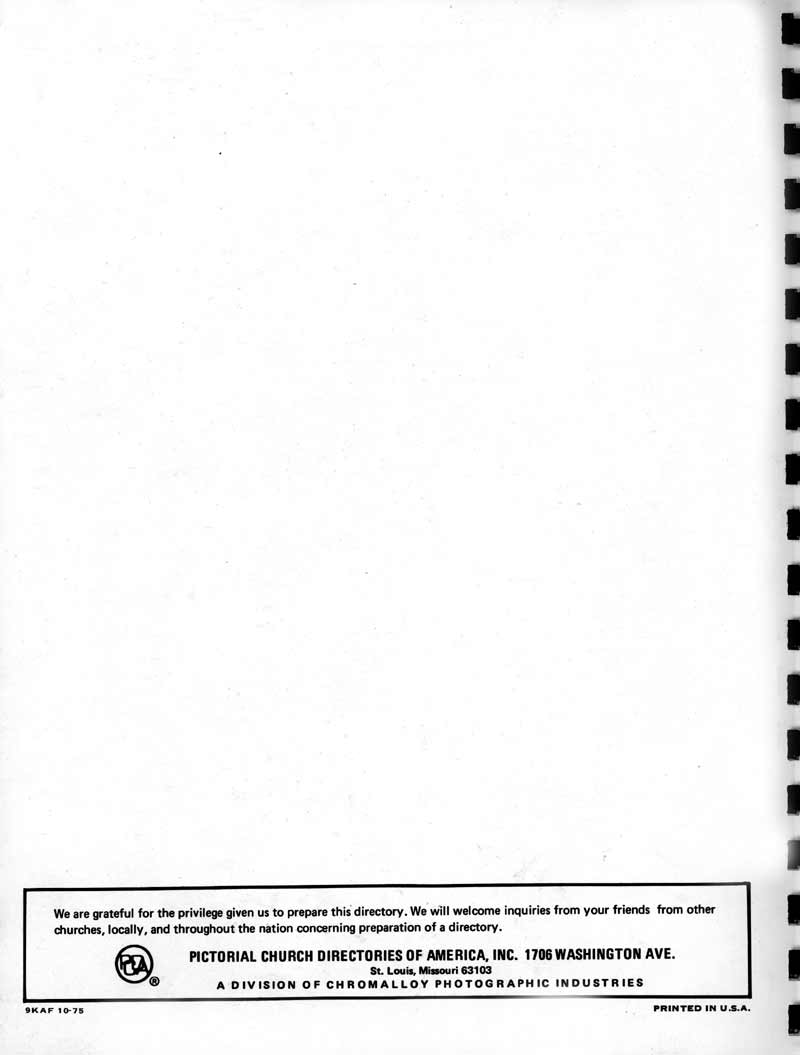 We are grateful for the privilege given us to prepare this directory. We will welcome inquiries from your friends from other
churches, locally, and throughout the nation concerning preparation of a directory.
PCDA ®
PICTORIAL CHURCH DIRECTORIES OF AMERICA, INC. 1706 WASHINGTON AVE.
St. Louis, Missouri 63103
A DIVISION OF CHROMALLOY PHOTOGRAPHIC INDUSTRIES
9KAF 10-75
PRINTED IN U.S.A.